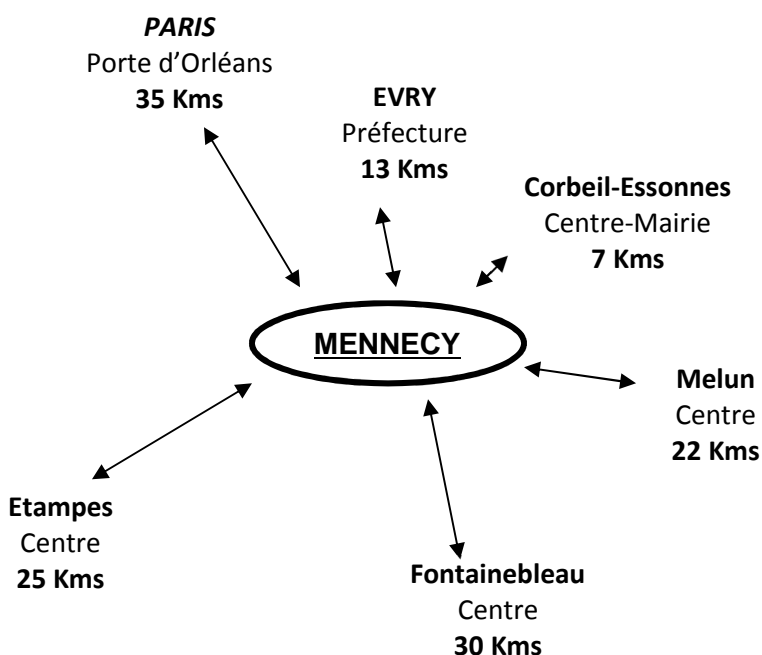 PARIS
Porte d’Orléans
35 Kms
EVRY
Préfecture
13 Kms
Corbeil-Essonnes
Centre-Mairie
7 Kms
MENNECY
Melun
Centre
22 Kms
Etampes
Centre
25 Kms
Fontainebleau
Centre
30 Kms